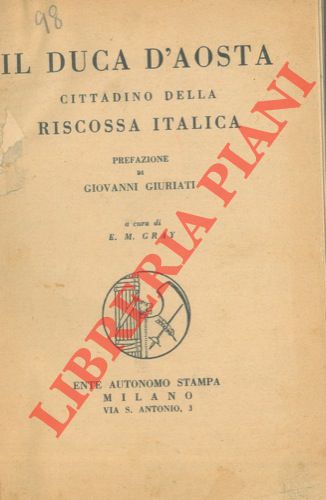 98
IL DUCA D'AOSTA
CITTADINO DELLA
RISCOSSA ITALICA
PREFAZIONE
DI
GIOVANNI GIURIATI
a cura di
E. M. GRAY
ENTE AUTONOMO STAMPA
MILANO
VIA S. ANTONIO, 3
LIBRERIA PIANI